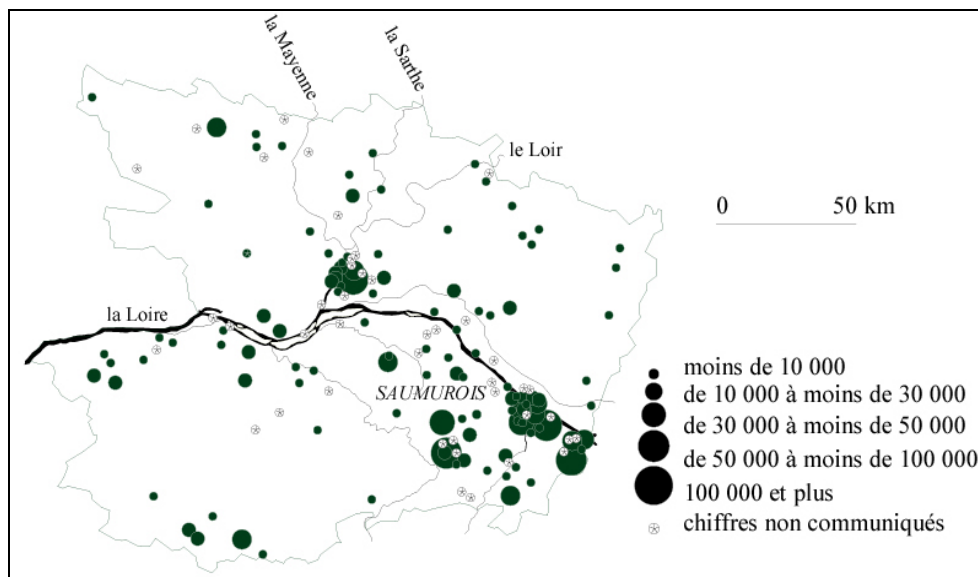 la Mayenne
la Sarthe
le Loir
0 50 km
la Loire
SAUMUROIS
moins de 10 000
de 10 000 à moins de 30 000
de 30 000 à moins de 50 000
de 50 000 à moins de 100 000
100 000 et plus
chiffres non communiqués